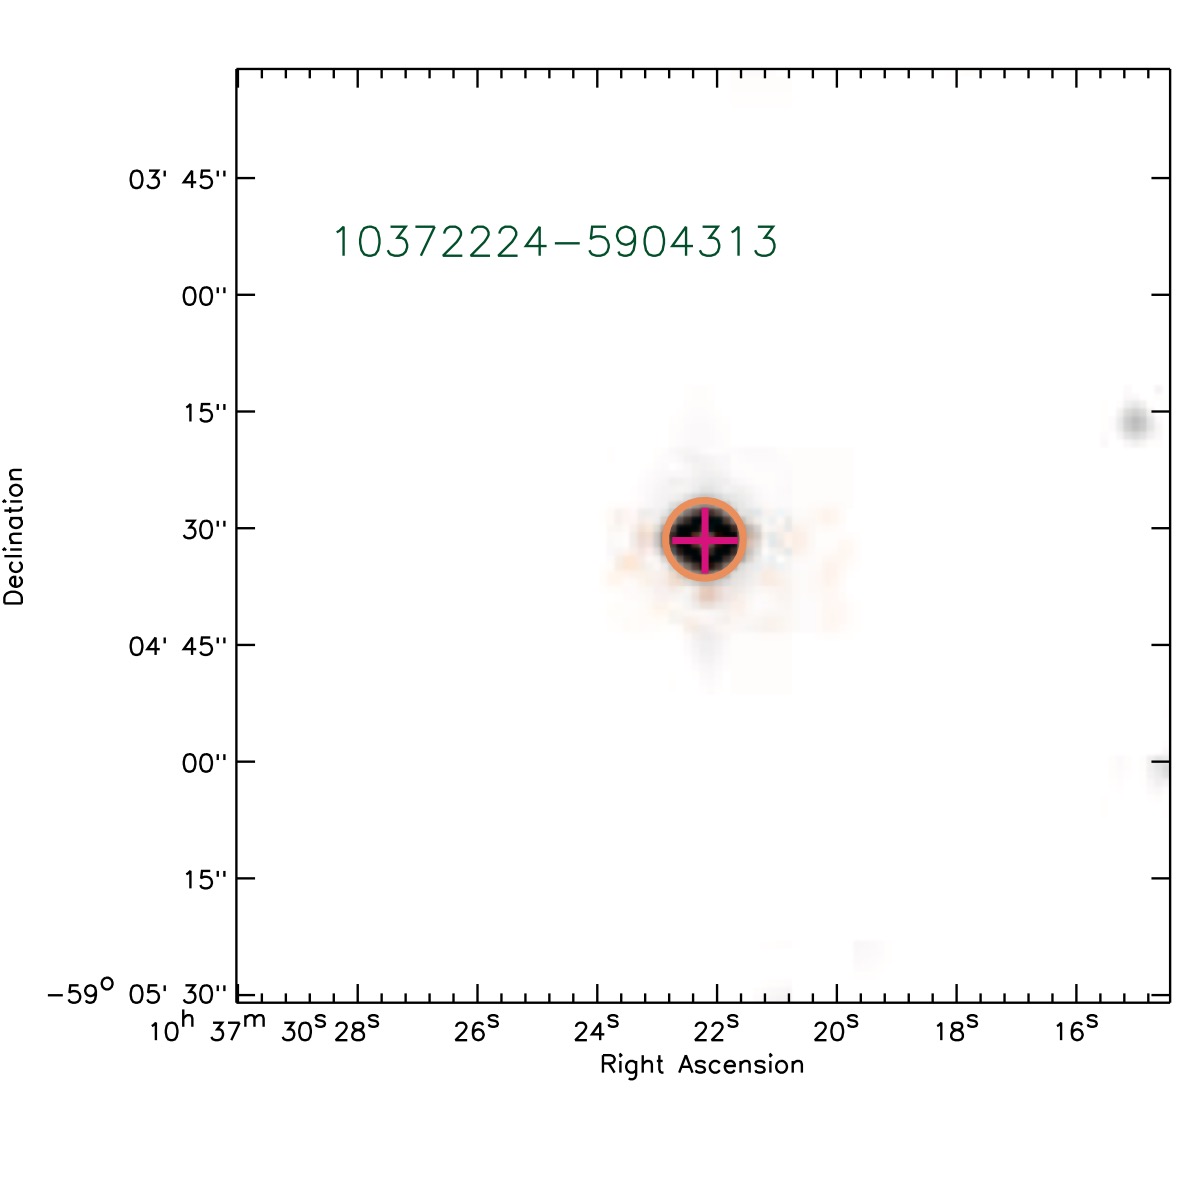 10372224-5904313
03' 45"
00"
15"
30"
04' 45"
00"
15"
-59° 05' 30"
10h 37m 30s 28s 26s 24s 22s 20s 18s 16s
Right Ascension
Declination